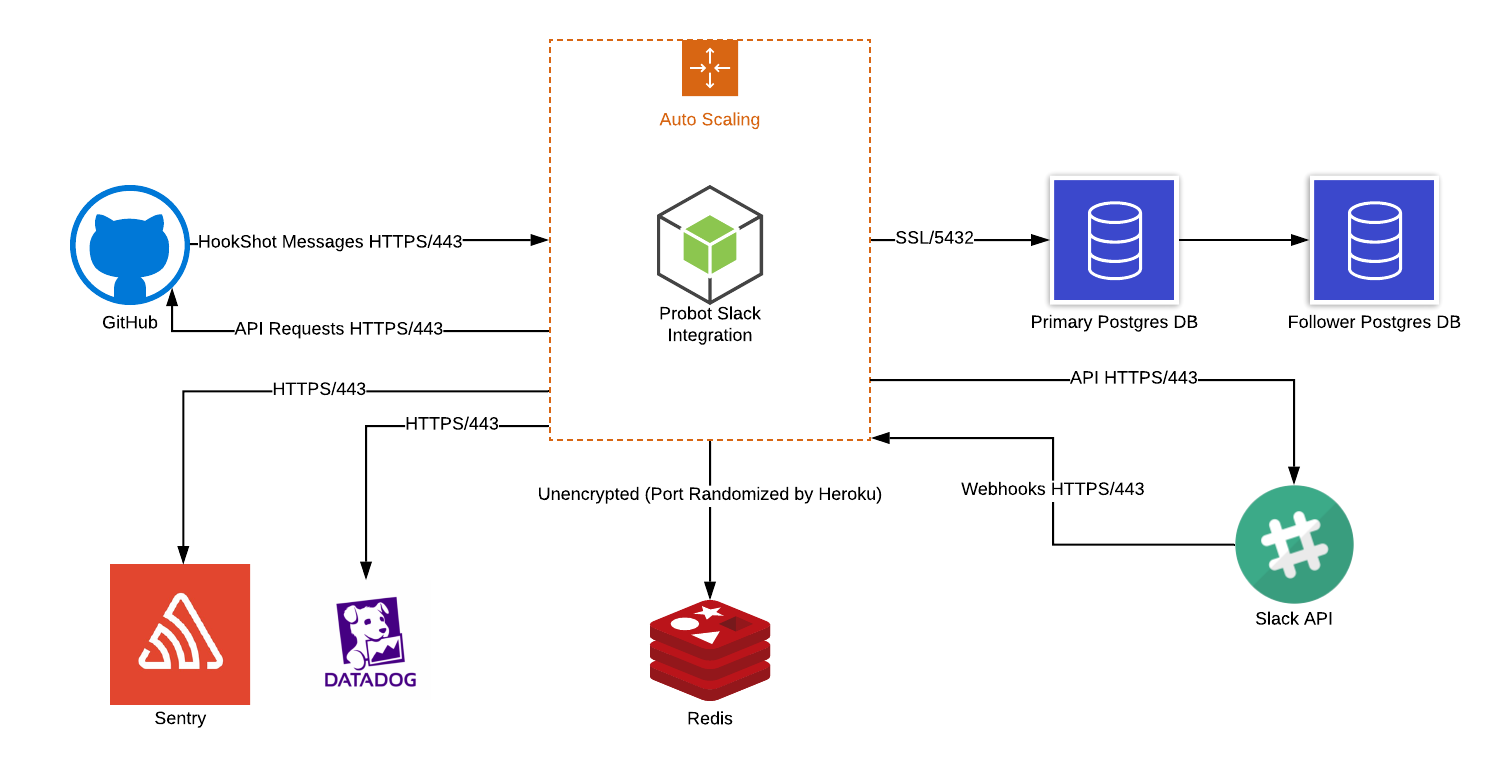 Auto Scaling
HookShot Messages HTTPS/443
SSL/5432
Probot Slack
Integration
GitHub
Primary Postgres DB
Follower Postgres DB
API Requests HTTPS/443
API HTTPS/443
HTTPS/443
HTTPS/443
Unencrypted (Port Randomized by Heroku)
Webhooks HTTPS/443
Slack API
DATADOG
Sentry
Redis